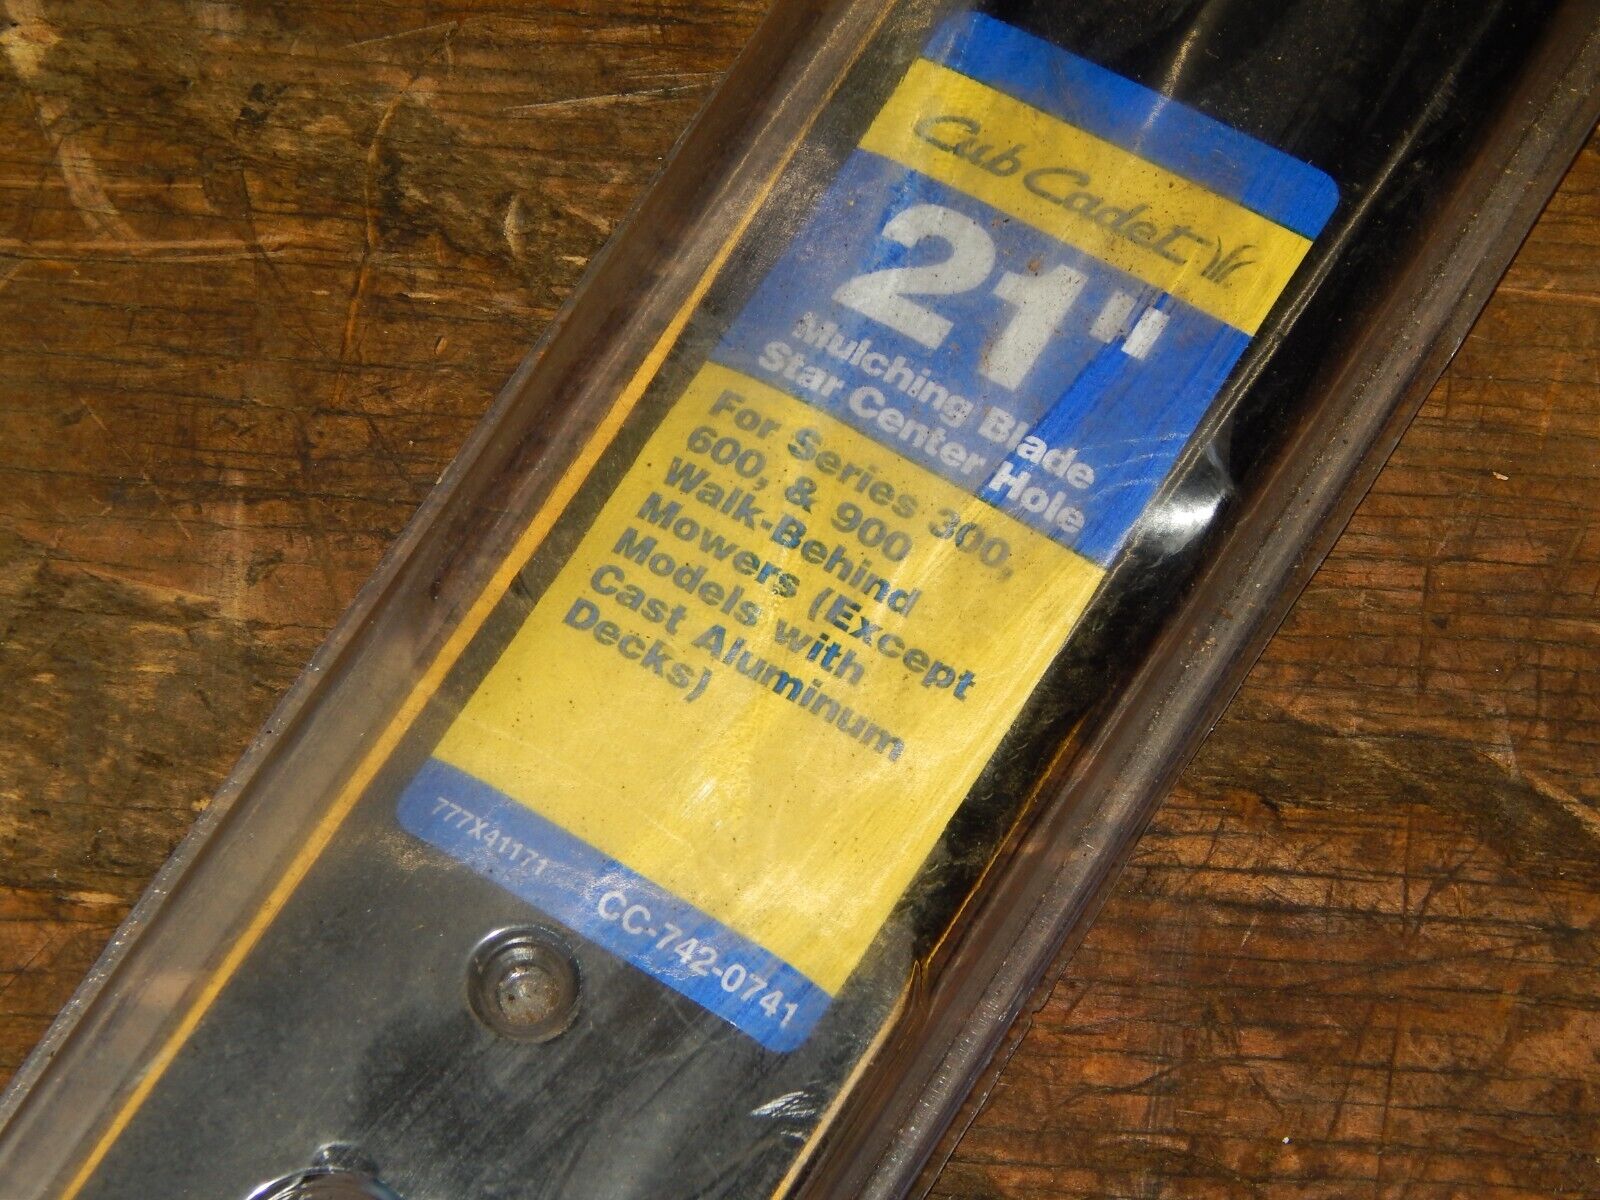 Cub Cadet
21"
Mulching Blade
Star Center Hole
For Series 300,
600, & 900
Walk-Behind
Mowers (Except
Models with
Cast Aluminum
Decks)
777X41171 CC-742-0741